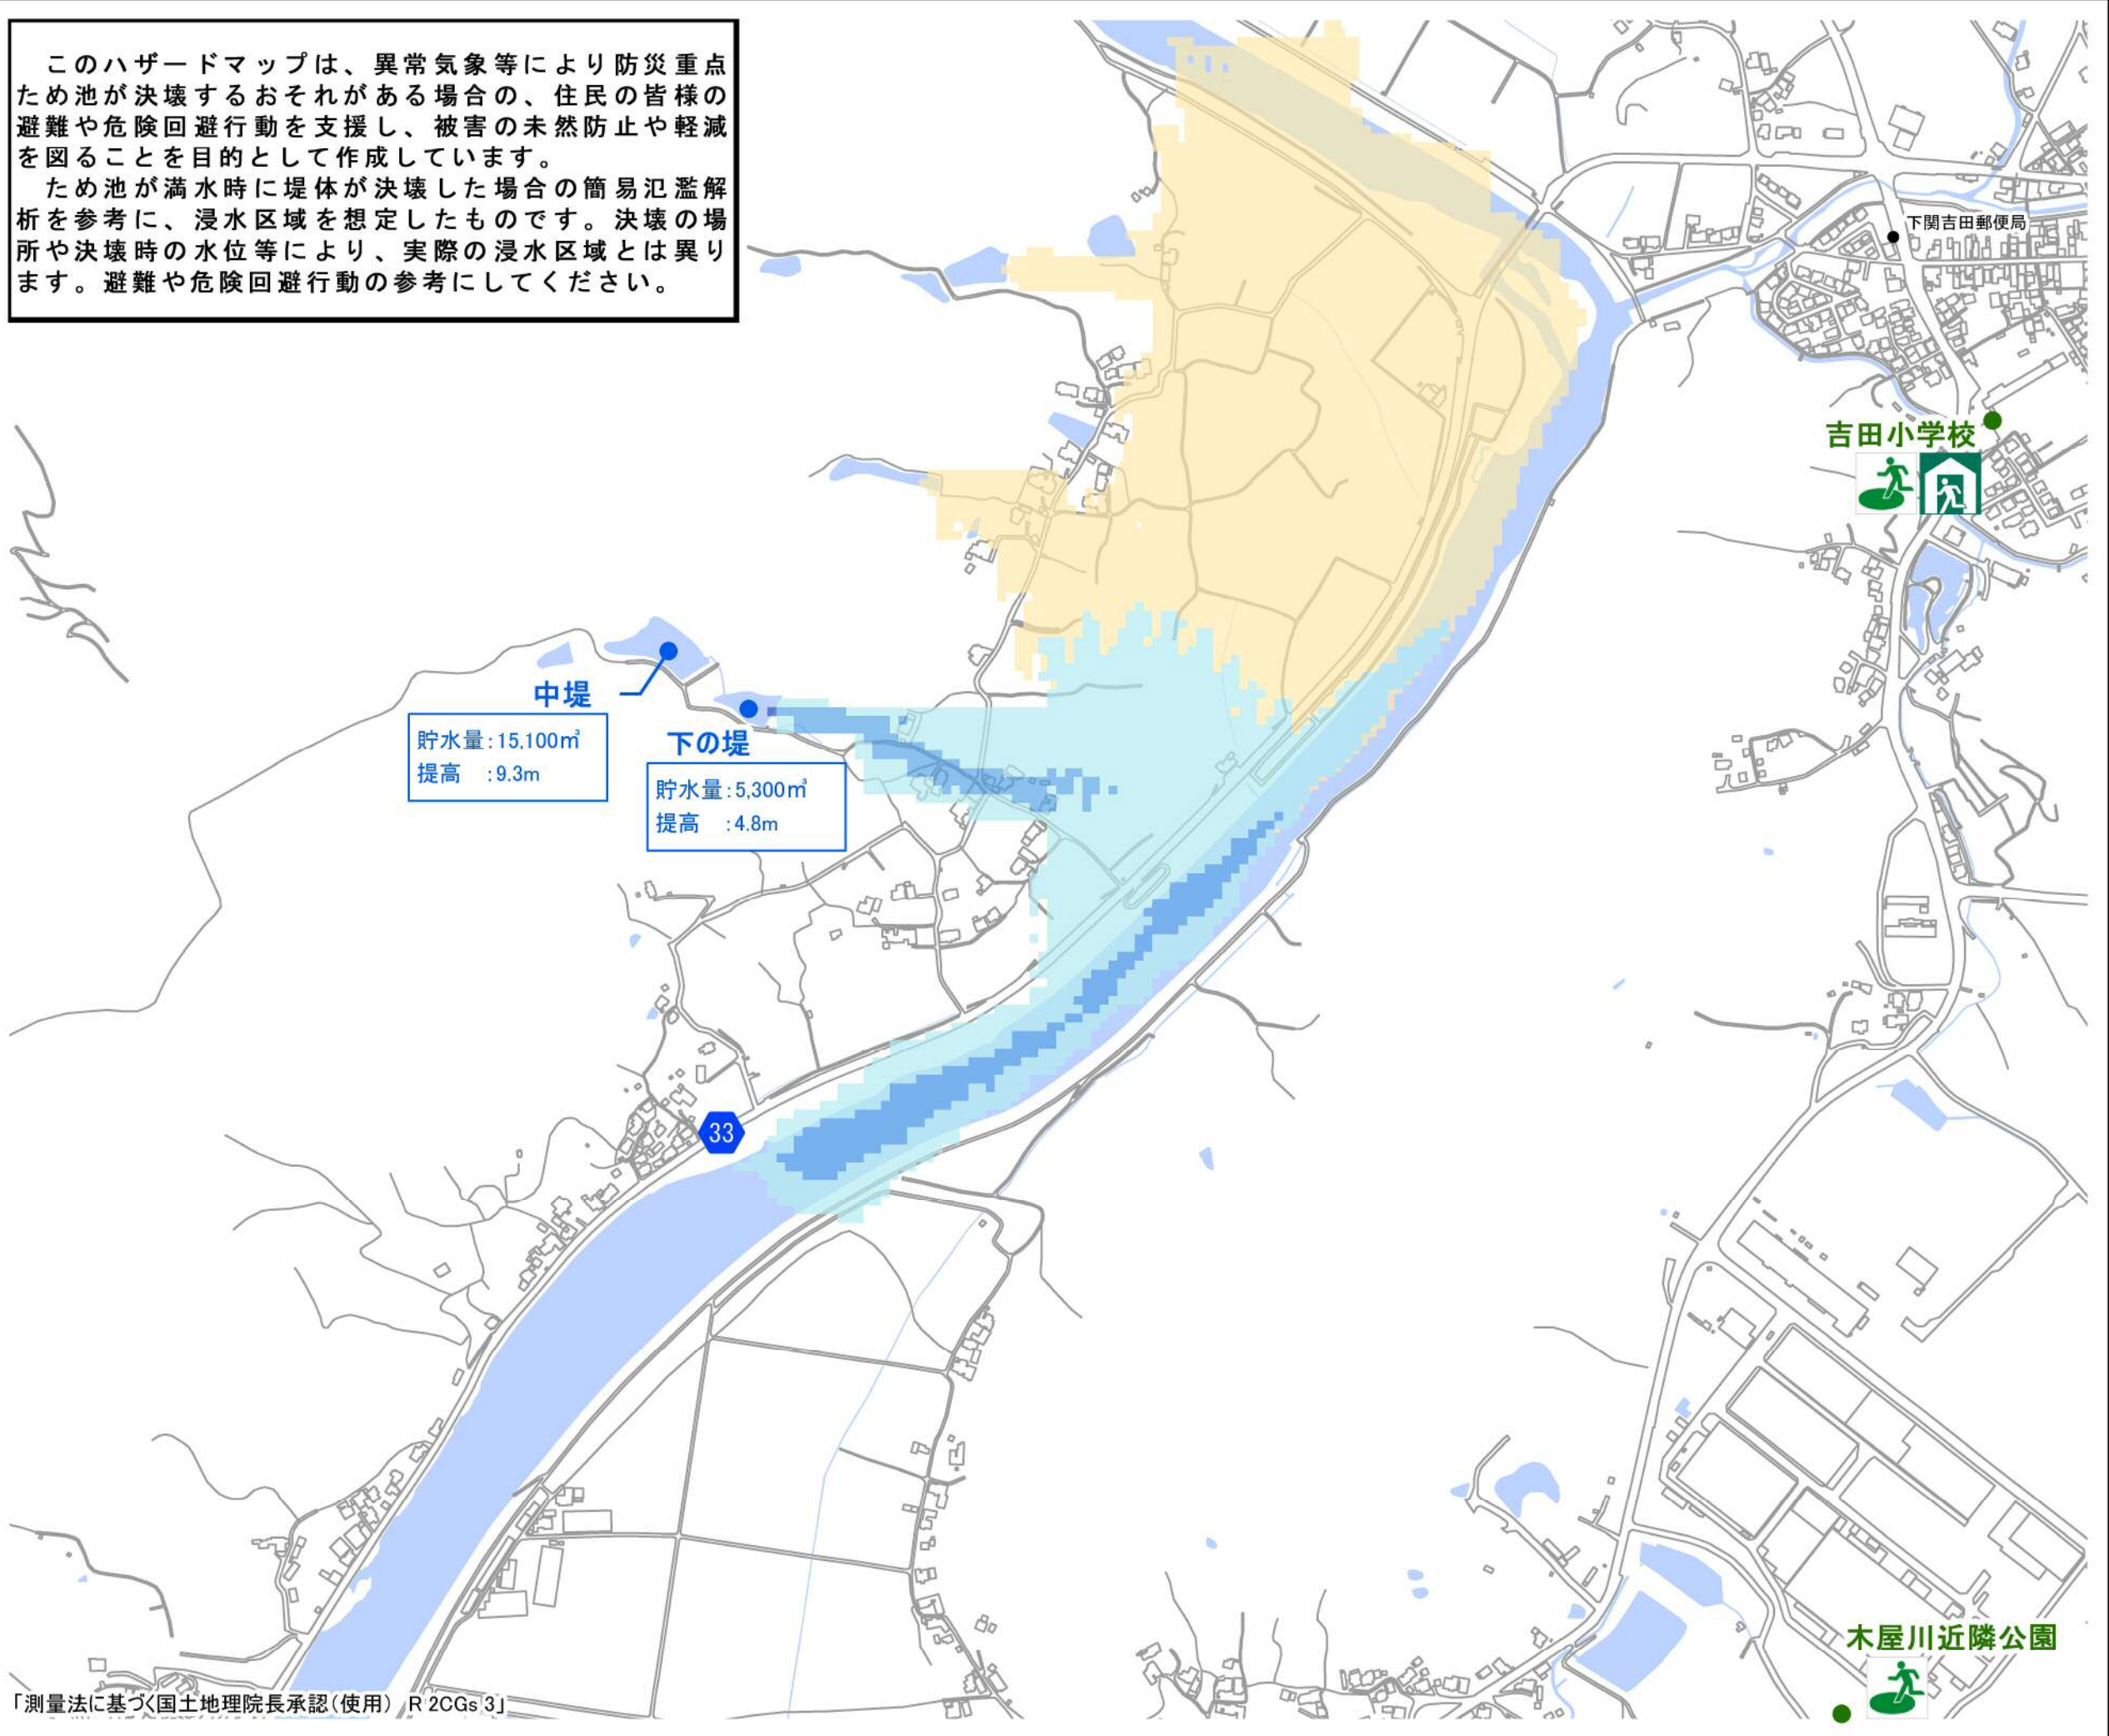 このハザードマップは、異常気象等により防災重点
ため池が決壊するおそれがある場合の、住民の皆様の
避難や危険回避行動を支援し、被害の未然防止や軽減
を図ることを目的として作成しています。
ため池が満水時に堤体が決壊した場合の簡易氾濫解
析を参考に、浸水区域を想定したものです。決壊の場
所や決壊時の水位等により、実際の浸水区域とは異り
ます。避難や危険回避行動の参考にしてください。
下関吉田郵便局
吉田小学校
中堤
貯水量:15,100㎥
提高 :9.3m
下の堤
貯水量:5,300㎥
提高 :4.8m
33
木屋川近隣公園
「測量法に基づく国土地理院長承認(使用) R 2CGs 3」